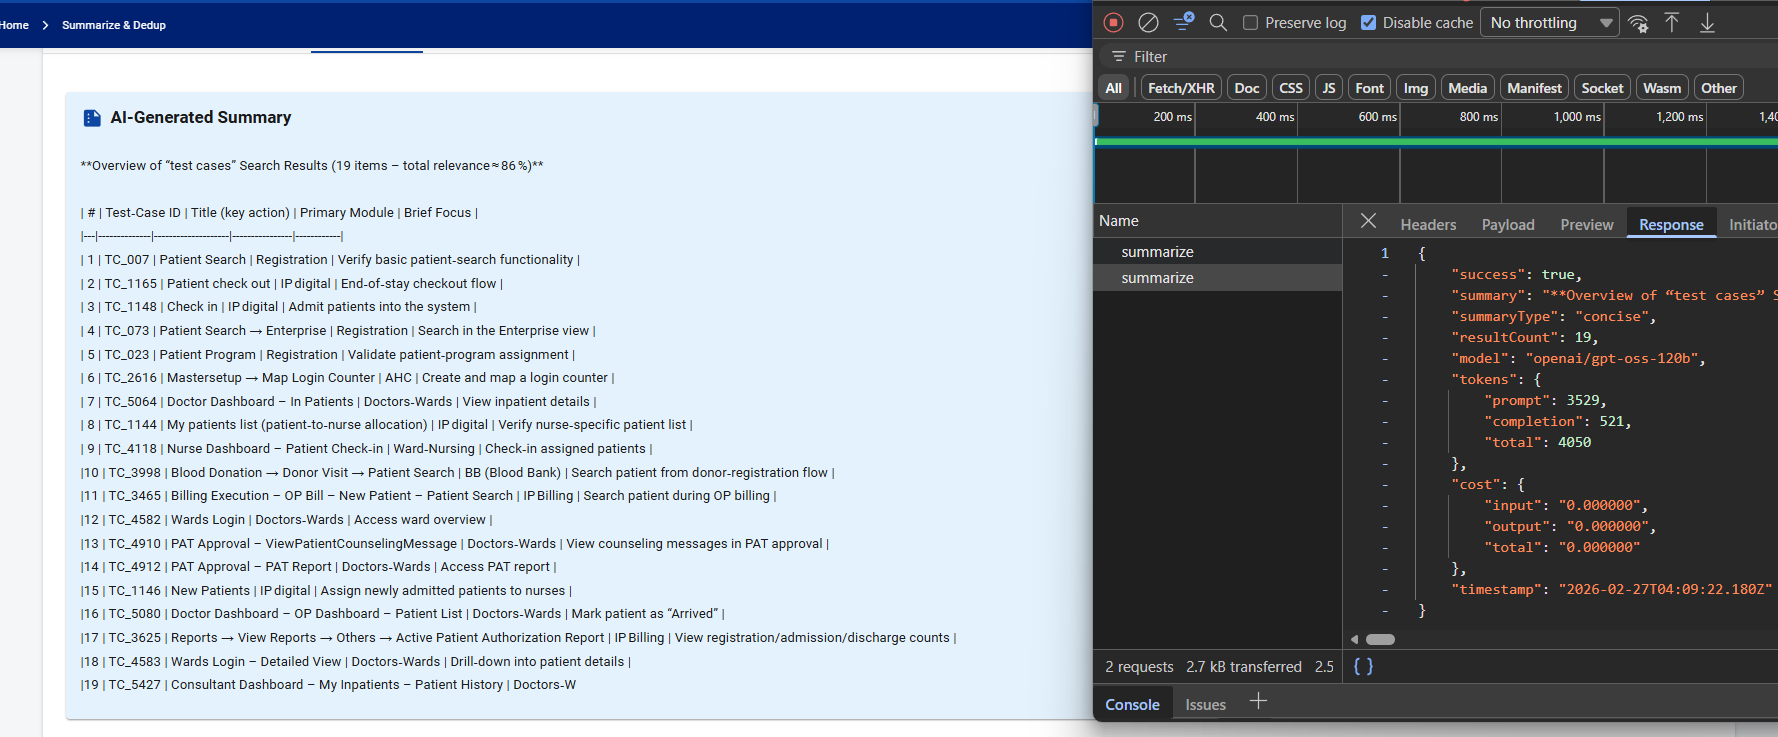 Home > Summarize & Dedup
AI-Generated Summary
**Overview of “test cases” Search Results (19 items – total relevance ≈ 86 %)**
| # | Test-Case ID | Title (key action) | Primary Module | Brief Focus |
|---|--------------|--------------------|----------------|------------|
| 1 | TC_007 | Patient Search | Registration | Verify basic patient-search functionality |
| 2 | TC_1165 | Patient check out | IP digital | End-of-stay checkout flow |
| 3 | TC_1148 | Check in | IP digital | Admit patients into the system |
| 4 | TC_073 | Patient Search → Enterprise | Registration | Search in the Enterprise view |
| 5 | TC_023 | Patient Program | Registration | Validate patient-program assignment |
| 6 | TC_2616 | Mastersetup → Map Login Counter | AHC | Create and map a login counter |
| 7 | TC_5064 | Doctor Dashboard – In Patients | Doctors-Wards | View inpatient details |
| 8 | TC_1144 | My patients list (patient-to-nurse allocation) | IP digital | Verify nurse-specific patient list |
| 9 | TC_4118 | Nurse Dashboard – Patient Check-in | Ward-Nursing | Check-in assigned patients |
|10 | TC_3998 | Blood Donation → Donor Visit → Patient Search | BB (Blood Bank) | Search patient from donor-registration flow |
|11 | TC_3465 | Billing Execution – OP Bill – New Patient – Patient Search | IP Billing | Search patient during OP billing |
|12 | TC_4582 | Wards Login | Doctors-Wards | Access ward overview |
|13 | TC_4910 | PAT Approval – ViewPatientCounselingMessage | Doctors-Wards | View counseling messages in PAT approval |
|14 | TC_4912 | PAT Approval – PAT Report | Doctors-Wards | Access PAT report |
|15 | TC_1146 | New Patients | IP digital | Assign newly admitted patients to nurses |
|16 | TC_5080 | Doctor Dashboard – OP Dashboard – Patient List | Doctors-Wards | Mark patient as “Arrived” |
|17 | TC_3625 | Reports → View Reports → Others → Active Patient Authorization Report | IP Billing | View registration/admission/discharge counts |
|18 | TC_4583 | Wards Login – Detailed View | Doctors-Wards | Drill-down into patient details |
|19 | TC_5427 | Consultant Dashboard – My Inpatients – Patient History | Doctors-W
Preserve log Disable cache No throttling
Filter
All Fetch/XHR Doc CSS JS Font Img Media Manifest Socket Wasm Other
200 ms 400 ms 600 ms 800 ms 1,000 ms 1,200 ms 1,40
Name
summarize
summarize
Headers Payload Preview Response Initiato
1 {
- "success": true,
- "summary": "**Overview of “test cases” S
- "summaryType": "concise",
- "resultCount": 19,
- "model": "openai/gpt-oss-120b",
- "tokens": {
- "prompt": 3529,
- "completion": 521,
- "total": 4050
- },
- "cost": {
- "input": "0.000000",
- "output": "0.000000",
- "total": "0.000000"
- },
- "timestamp": "2026-02-27T04:09:22.180Z"
- }
2 requests 2.7 kB transferred 2.5
{ }
Console Issues